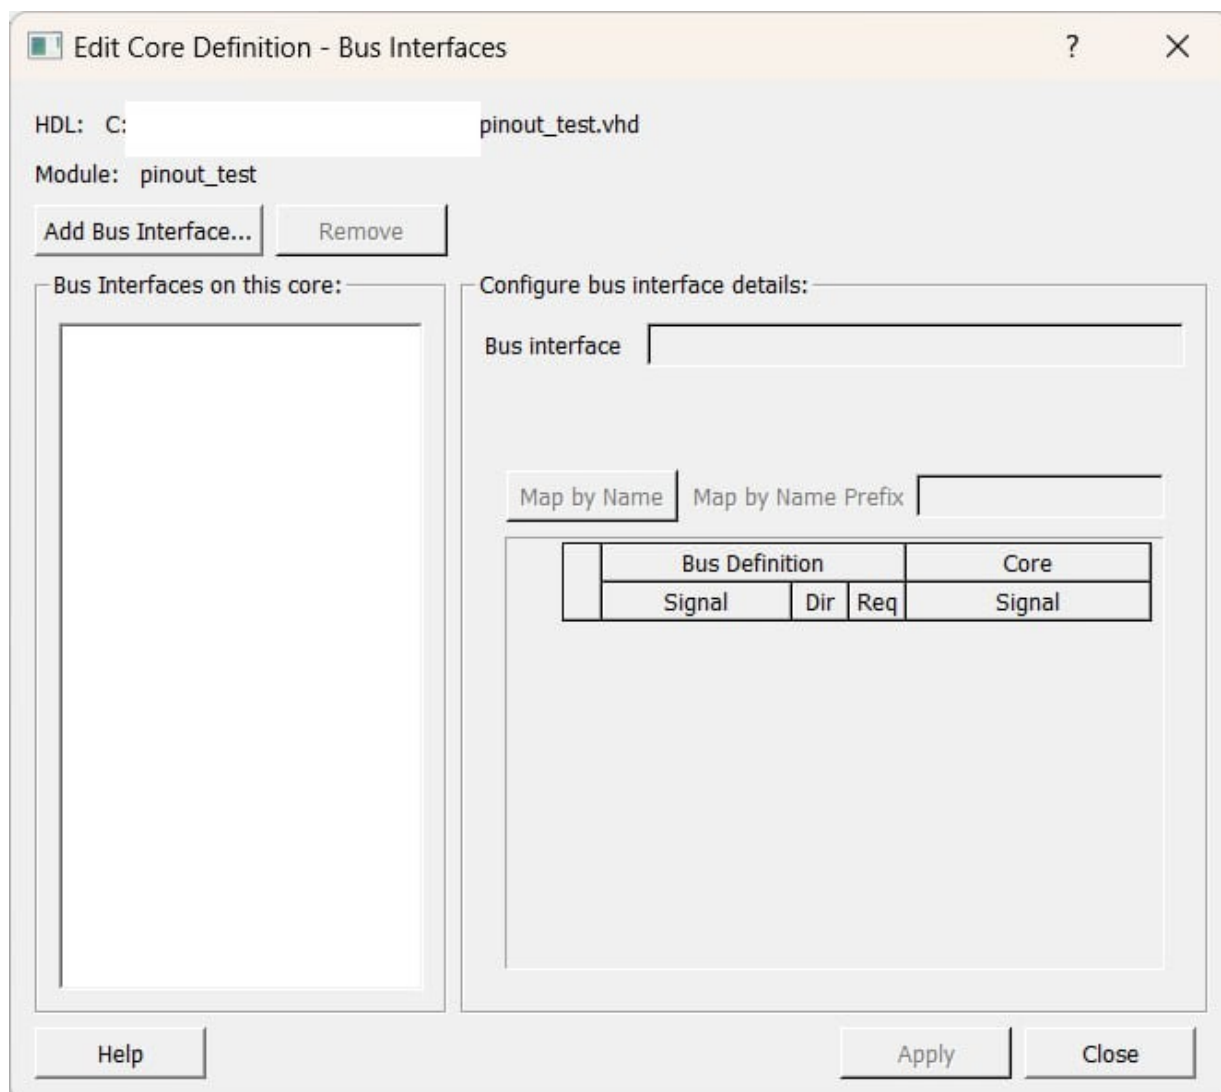 Edit Core Definition - Bus Interfaces ?
HDL: C: pinout_test.vhd
Module: pinout_test
Add Bus Interface... Remove
Bus Interfaces on this core:
Configure bus interface details:
Bus interface
Map by Name Map by Name Prefix
Bus Definition Core
Signal Dir Req Signal
Help Apply Close